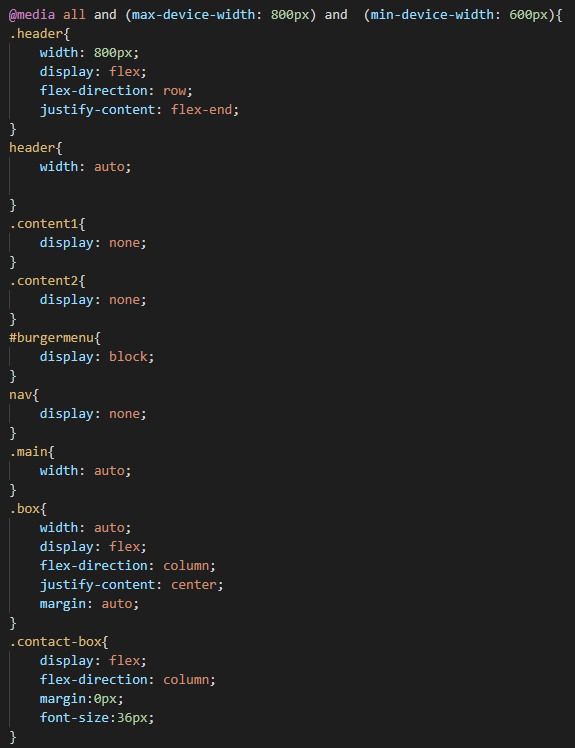 @media all and (max-device-width: 800px) and  (min-device-width: 600px){
.header{
    width: 800px;
    display: flex;
    flex-direction: row;
    justify-content: flex-end;
}
header{
    width: auto;

}
.content1{
    display: none;
}
.content2{
    display: none;
}
#burgermenu{
    display: block;
}
nav{
    display: none;
}
.main{
    width: auto;
}
.box{
    width: auto;
    display: flex;
    flex-direction: column;
    justify-content: center;
    margin: auto;
}
.contact-box{
    display: flex;
    flex-direction: column;
    margin:0px;
    font-size:36px;
}